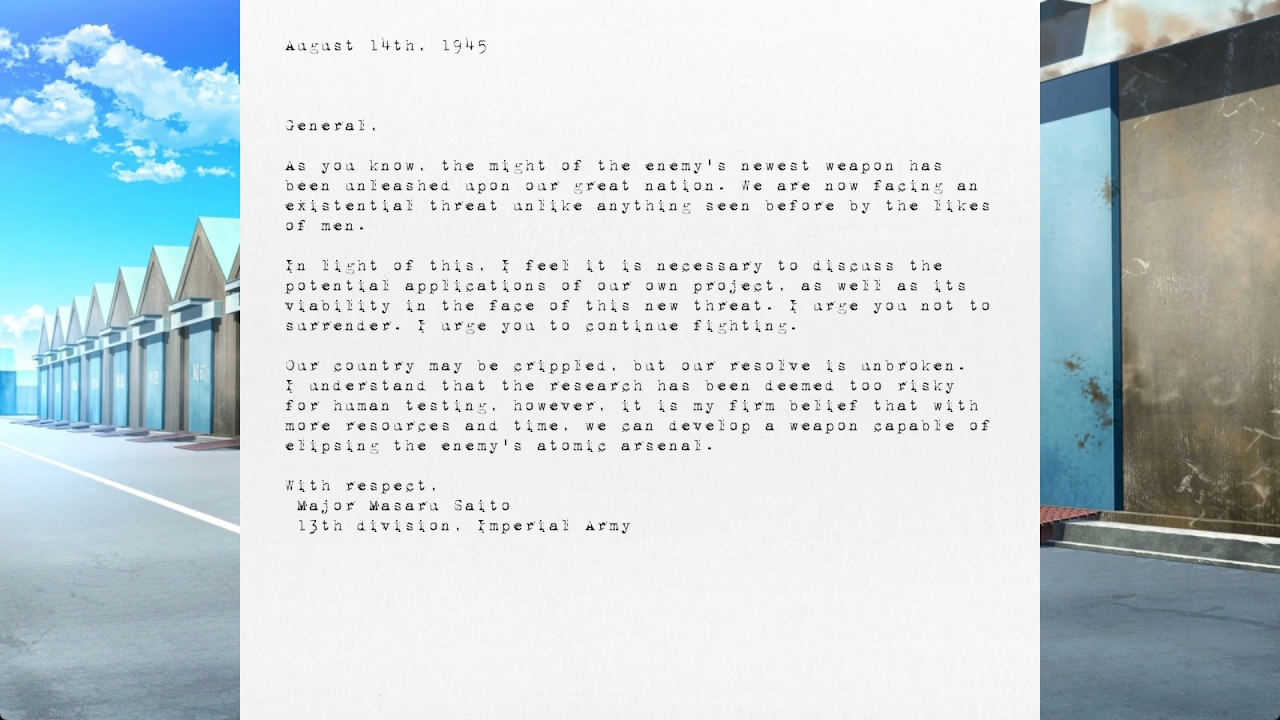 August 14th, 1945
General,
As you know, the might of the enemy's newest weapon has
been unleashed upon our great nation. We are now facing an
existential threat unlike anything seen before by the likes
of men.
In light of this, I feel it is necessary to discuss the
potential applications of our own project, as well as its
viability in the face of this new threat. I urge you not to
surrender. I urge you to continue fighting.
Our country may be crippled, but our resolve is unbroken.
I understand that the research has been deemed too risky
for human testing, however, it is my firm belief that with
more resources and time, we can develop a weapon capable of
elipsing the enemy's atomic arsenal.
With respect,
Major Masaru Saito
13th division, Imperial Army